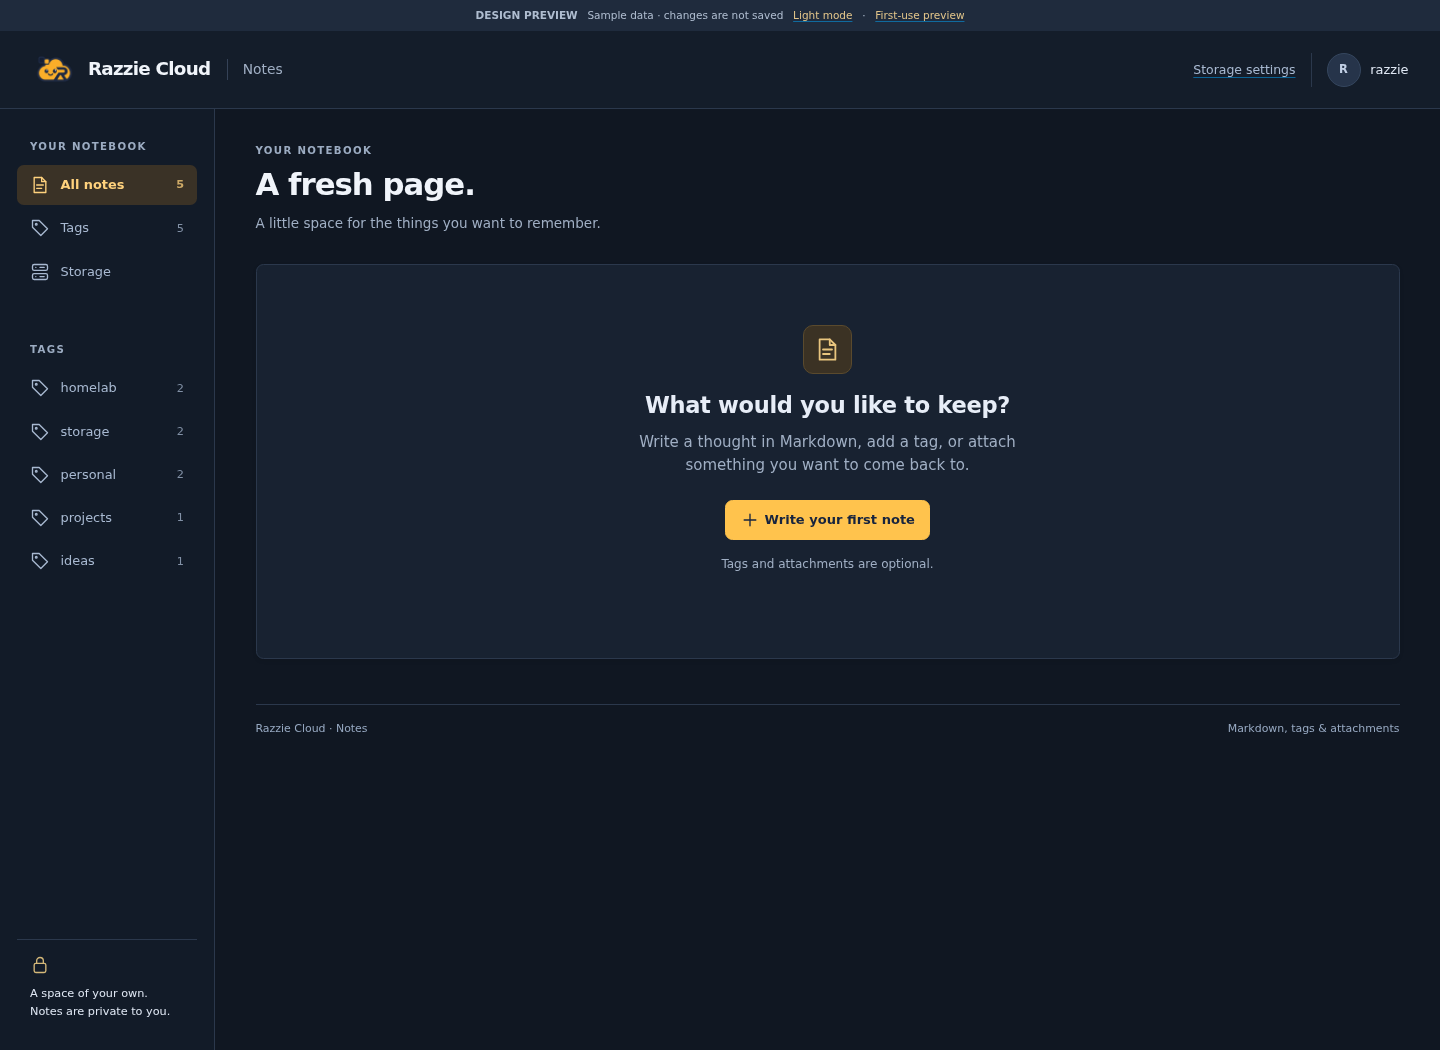 DESIGN PREVIEW Sample data · changes are not saved Light mode · First-use preview
Razzie Cloud Notes
Storage settings R razzie
YOUR NOTEBOOK
All notes 5
Tags 5
Storage
TAGS
homelab 2
storage 2
personal 2
projects 1
ideas 1
A space of your own.
Notes are private to you.
YOUR NOTEBOOK
A fresh page.
A little space for the things you want to remember.
What would you like to keep?
Write a thought in Markdown, add a tag, or attach
something you want to come back to.
Write your first note
Tags and attachments are optional.
Razzie Cloud · Notes
Markdown, tags & attachments